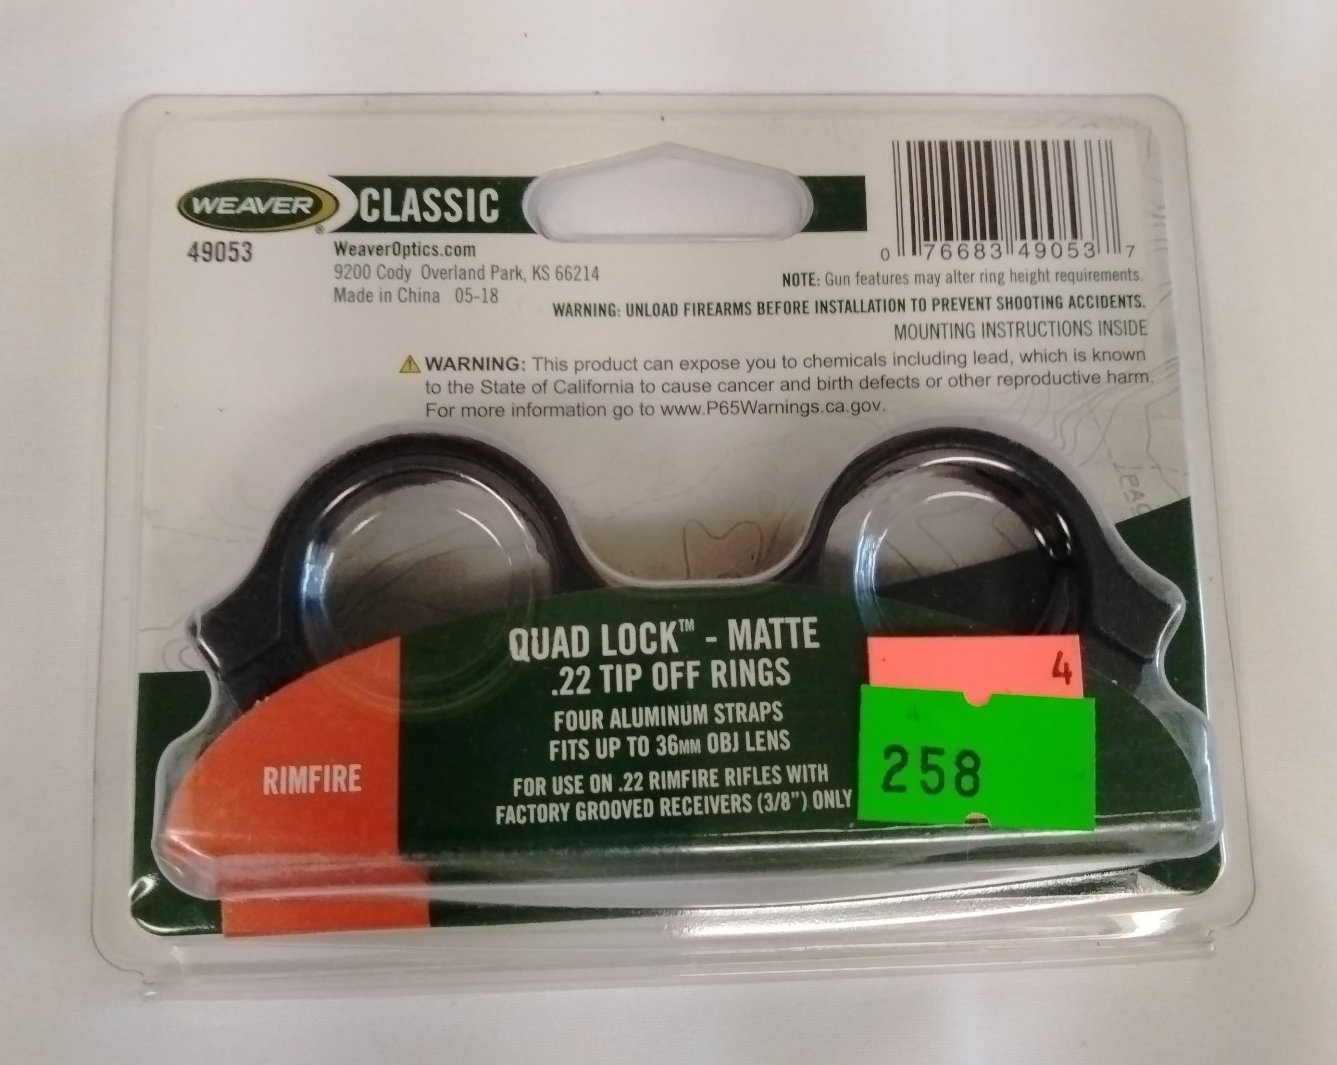 WEAVER® CLASSIC
49053
WeaverOptics.com
9200 Cody Overland Park, KS 66214
Made in China 05-18
0 76683 49053 7
NOTE: Gun features may alter ring height requirements.
WARNING: UNLOAD FIREARMS BEFORE INSTALLATION TO PREVENT SHOOTING ACCIDENTS.
MOUNTING INSTRUCTIONS INSIDE
WARNING: This product can expose you to chemicals including lead, which is known
to the State of California to cause cancer and birth defects or other reproductive harm.
For more information go to www.P65Warnings.ca.gov.
QUAD LOCK™ - MATTE
.22 TIP OFF RINGS
FOUR ALUMINUM STRAPS
FITS UP TO 36MM OBJ LENS
FOR USE ON .22 RIMFIRE RIFLES WITH
FACTORY GROOVED RECEIVERS (3/8”) ONLY
RIMFIRE
4
258